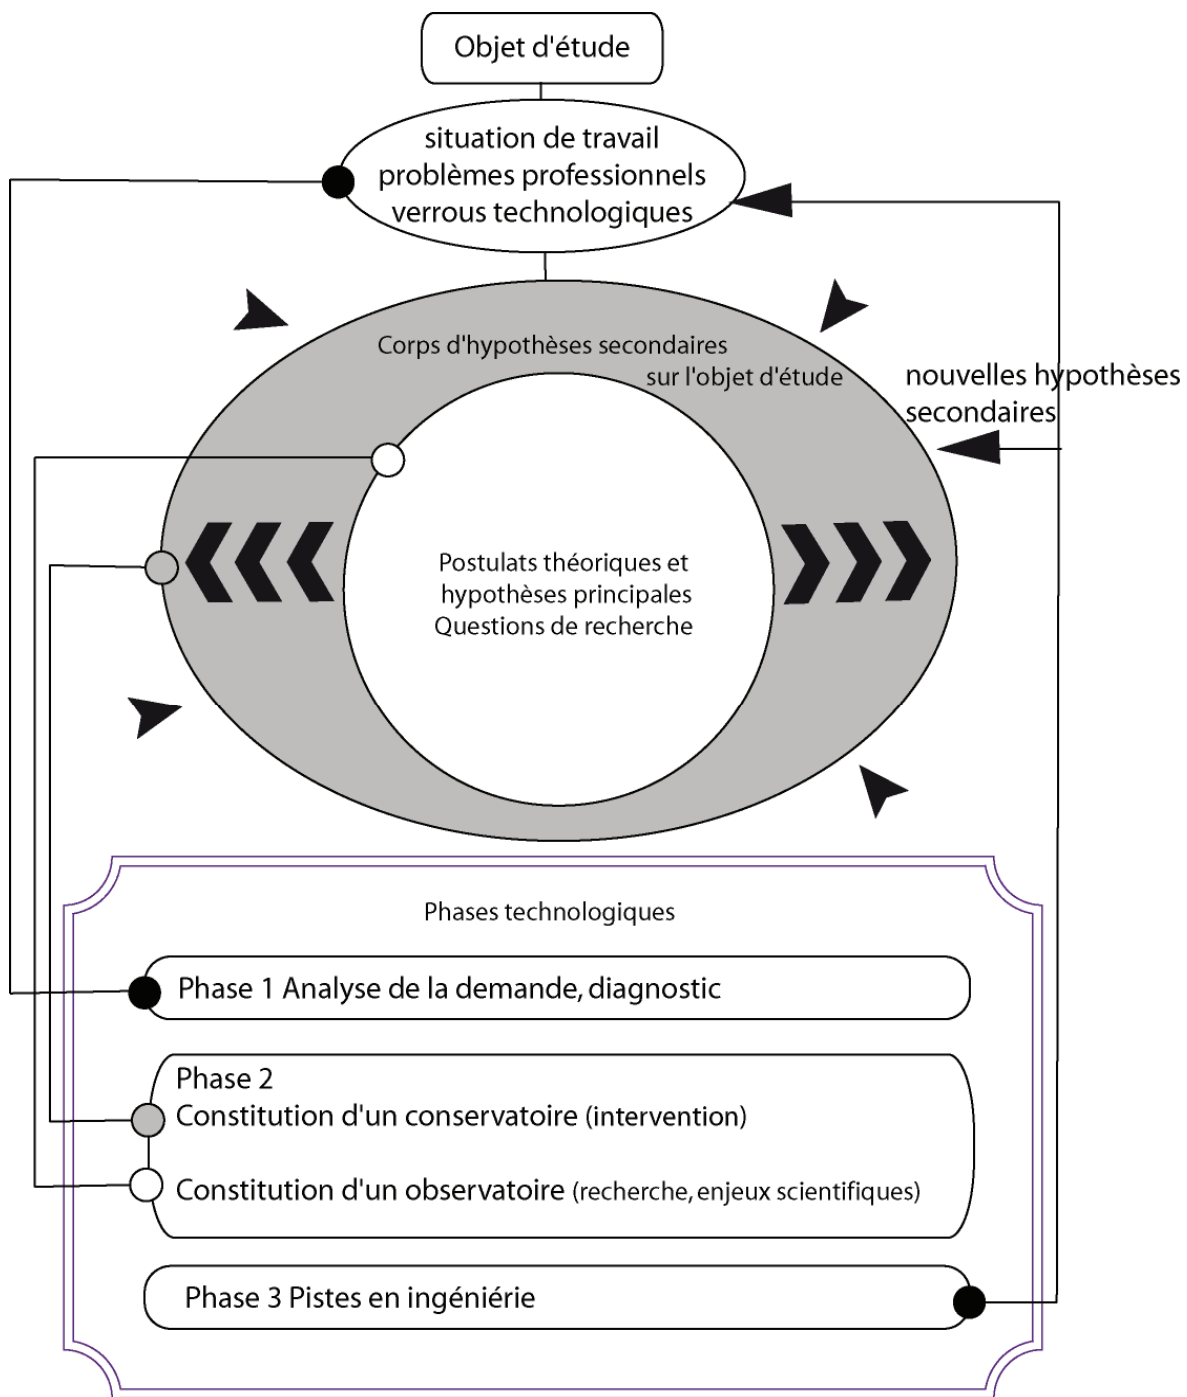 Objet d'étude
situation de travail
problèmes professionnels
verrous technologiques
Corps d'hypothèses secondaires
sur l'objet d'étude
nouvelles hypothèses
secondaires
Postulats théoriques et
hypothèses principales
Questions de recherche
Phases technologiques
Phase 1 Analyse de la demande, diagnostic
Phase 2
Constitution d'un conservatoire (intervention)
Constitution d'un observatoire (recherche, enjeux scientifiques)
Phase 3 Pistes en ingéniérie